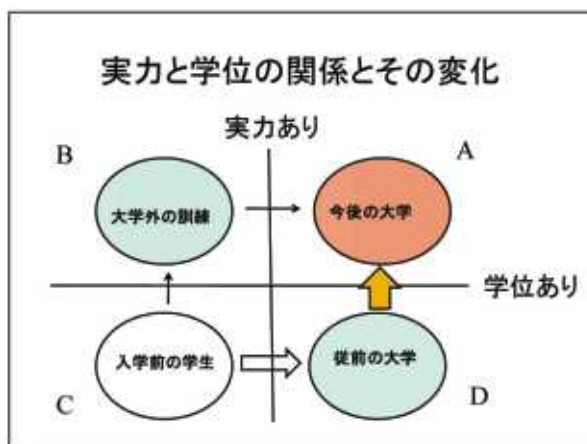 実力と学位の関係とその変化
実力あり
B
A
大学外の訓練
今後の大学
学位あり
入学前の学生
従前の大学
C
D